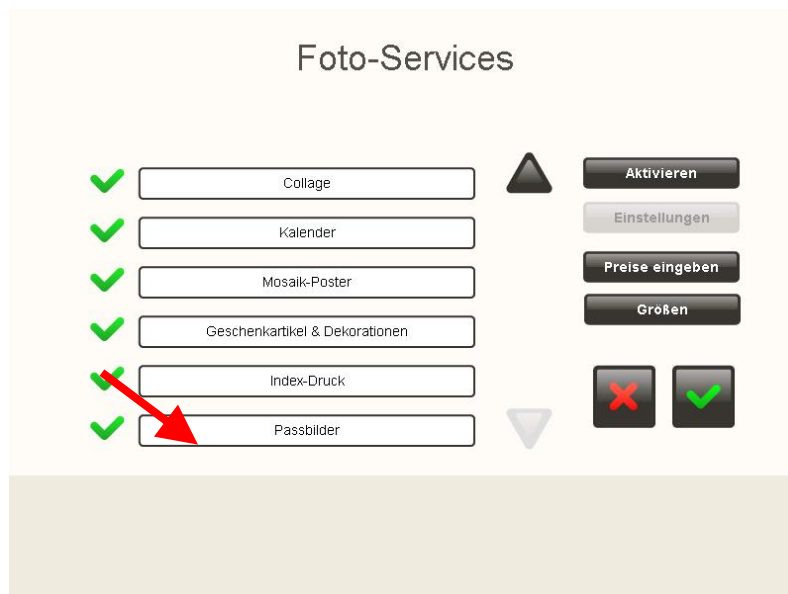 Foto-Services
Collage
Kalender
Mosaik-Poster
Geschenkartikel & Dekorationen
Index-Druck
Passbilder
Aktivieren
Einstellungen
Preise eingeben
Größen